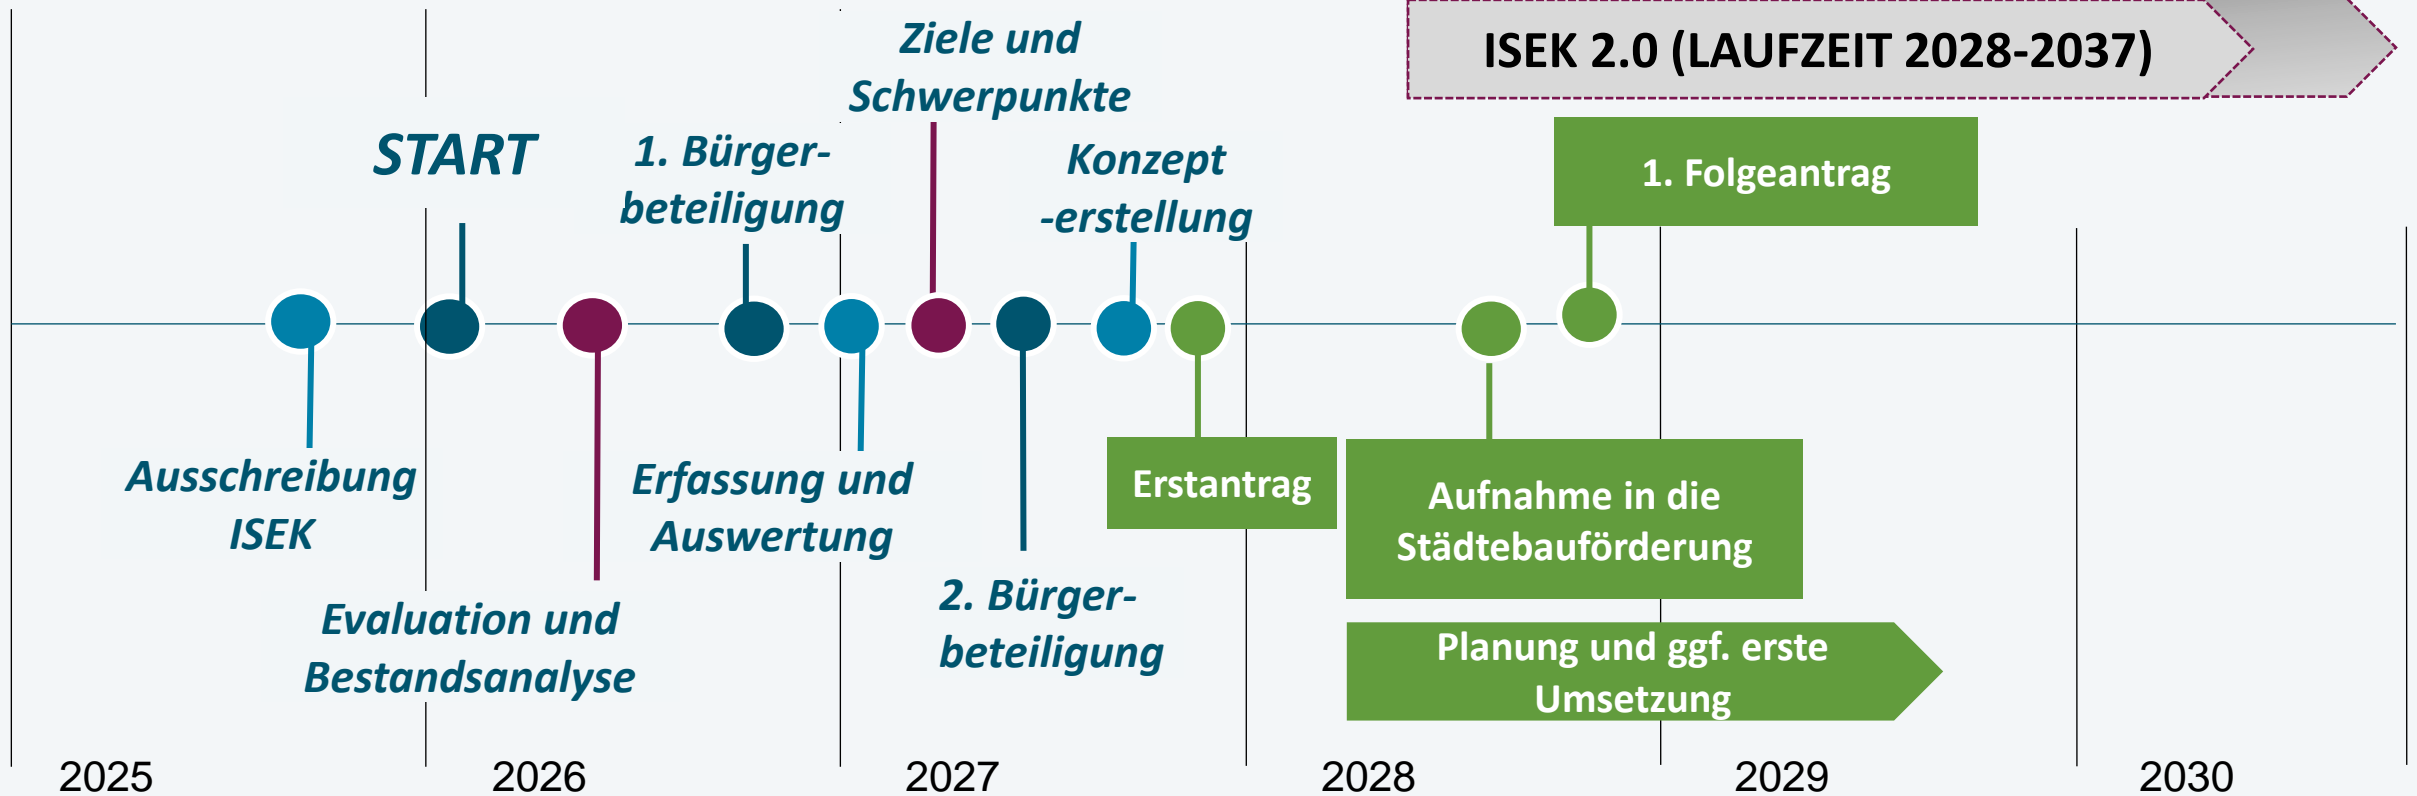 ISEK 2.0 (LAUFZEIT 2028-2037)
Ziele und
Schwerpunkte
START
1. Bürger-
beteiligung
Konzept
-erstellung
1. Folgeantrag
Ausschreibung
ISEK
Erfassung und
Auswertung
Erstantrag
Aufnahme in die
Städtebauförderung
Evaluation und
Bestandsanalyse
2. Bürger-
beteiligung
Planung und ggf. erste
Umsetzung
2025
2026
2027
2028
2029
2030